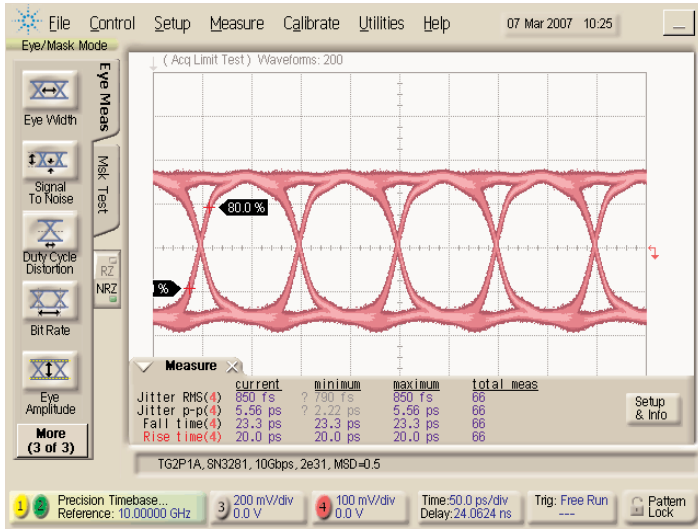 File Control Setup Measure Calibrate Utilities Help 07 Mar 2007 10:25
Eye/Mask Mode
( Acq Limit Test ) Waveforms: 200
Eye Meas
Msk Test
Eye Width
Signal
To Noise
Duty Cycle
Distortion
RZ
NRZ
Bit Rate
Eye
Amplitude
More
(3 of 3)
80.0 %
%
Measure
current minimum maximum total meas
Jitter RMS(4) 850 fs ? 790 fs 850 fs 66
Jitter p-p(4) 5.56 ps ? 2.22 ps 5.56 ps 66
Fall time(4) 23.3 ps 23.3 ps 23.3 ps 66
Rise time(4) 20.0 ps 20.0 ps 20.0 ps 66
Setup
& Info
TG2P1A, SN3281, 10Gbps, 2e31, MSD=0.5
1 2 Precision Timebase...
Reference: 10.00000 GHz
3 200 mV/div
0.0 V
4 100 mV/div
0.0 V
Time:50.0 ps/div
Delay:24.0624 ns
Trig: Free Run
---
Pattern
Lock